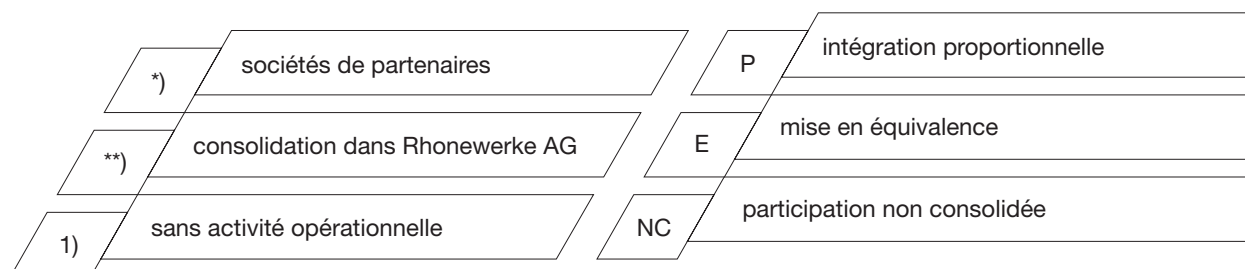 *) sociétés de partenaires
**) consolidation dans Rhonewerke AG
1) sans activité opérationnelle
P intégration proportionnelle
E mise en équivalence
NC participation non consolidée